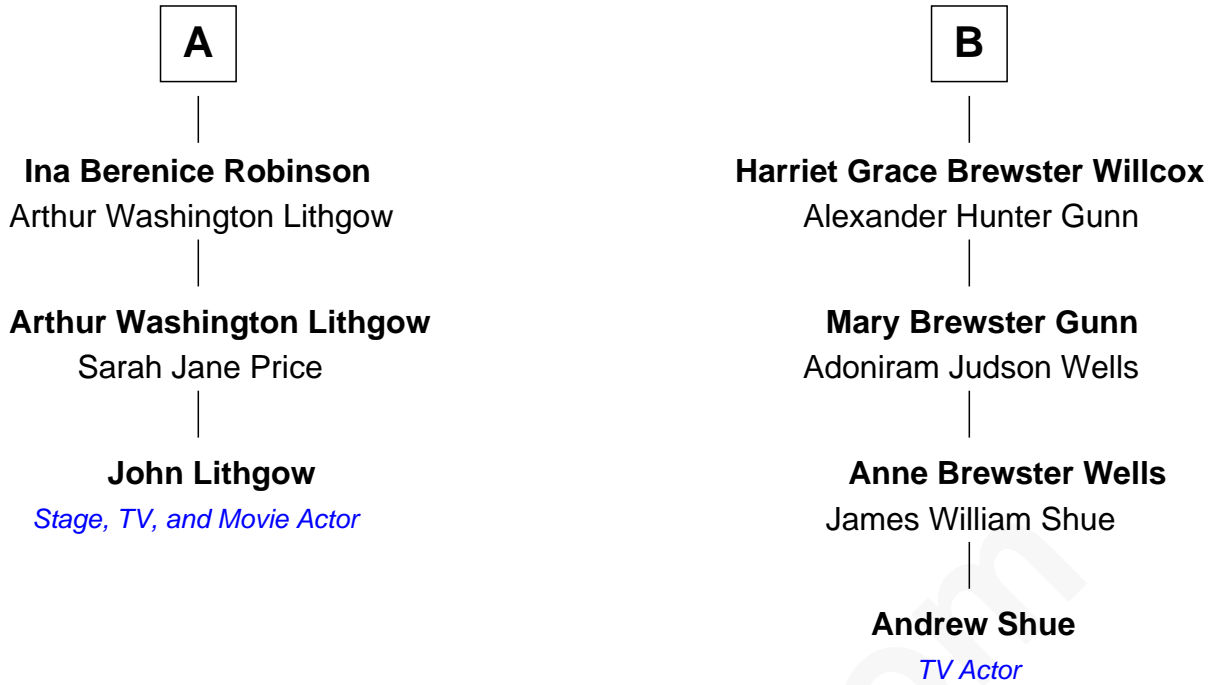 A
Ina Berenice Robinson
Arthur Washington Lithgow
Arthur Washington Lithgow
Sarah Jane Price
John Lithgow
Stage, TV, and Movie Actor
B
Harriet Grace Brewster Willcox
Alexander Hunter Gunn
Mary Brewster Gunn
Adoniram Judson Wells
Anne Brewster Wells
James William Shue
Andrew Shue
TV Actor